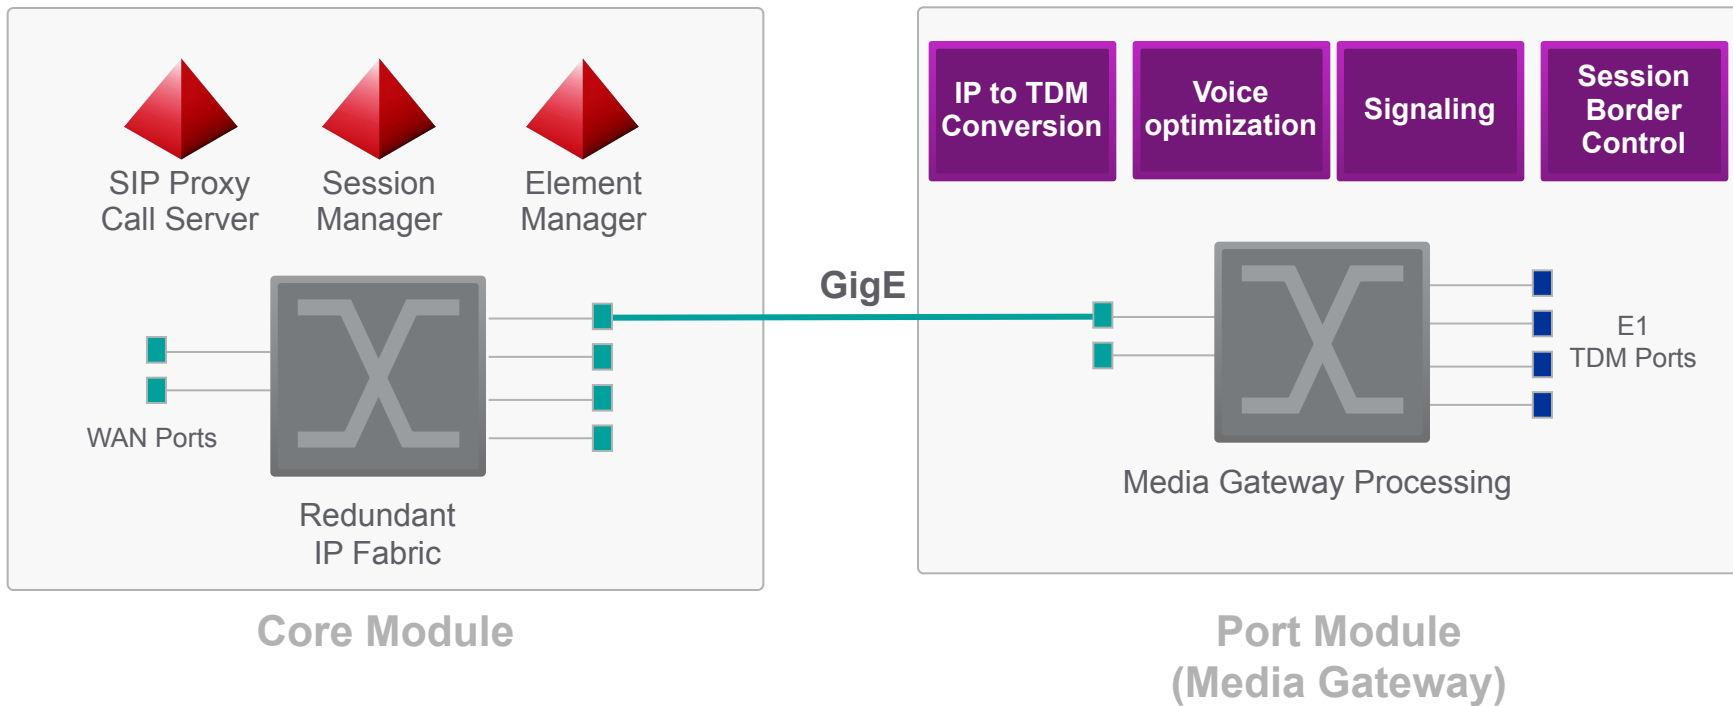 SIP Proxy
Call Server
Session
Manager
Element
Manager
WAN Ports
Redundant
IP Fabric
Core Module
GigE
IP to TDM
Conversion
Voice
optimization
Signaling
Session
Border
Control
E1
TDM Ports
Media Gateway Processing
Port Module
(Media Gateway)